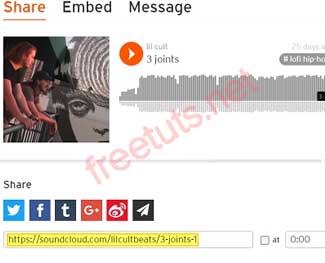 Share Embed Message
lil cult 25 days a
3 joints
# lofi hip-ho
freetuts.net
Share
https://soundcloud.com/lilcultbeats/3-joints-1 at 0:00